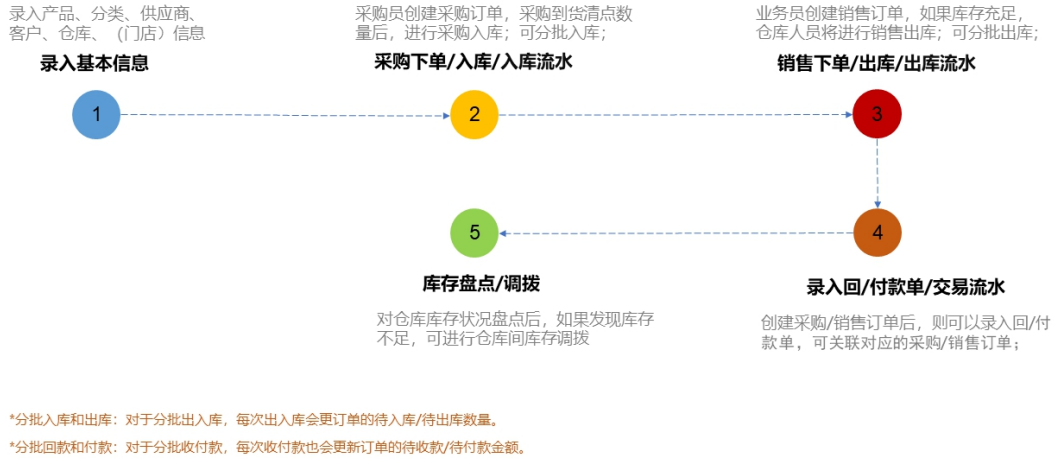 录入产品、分类、供应商、
客户、仓库、（门店）信息
录入基本信息
1
采购员创建采购订单，采购到货清点数
量后，进行采购入库；可分批入库；
采购下单/入库/入库流水
2
业务员创建销售订单，如果库存充足，
仓库人员将进行销售出库；可分批出库；
销售下单/出库/出库流水
3
4
录入回/付款单/交易流水
创建采购/销售订单后，则可以录入回/付
款单，可关联对应的采购/销售订单；
5
库存盘点/调拨
对仓库库存状况盘点后，如果发现库存
不足，可进行仓库间库存调拨
*分批入库和出库：对于分批出入库，每次出入库会更订单的待入库/待出库数量。
*分批回款和付款：对于分批收付款，每次收付款也会更新订单的待收款/待付款金额。